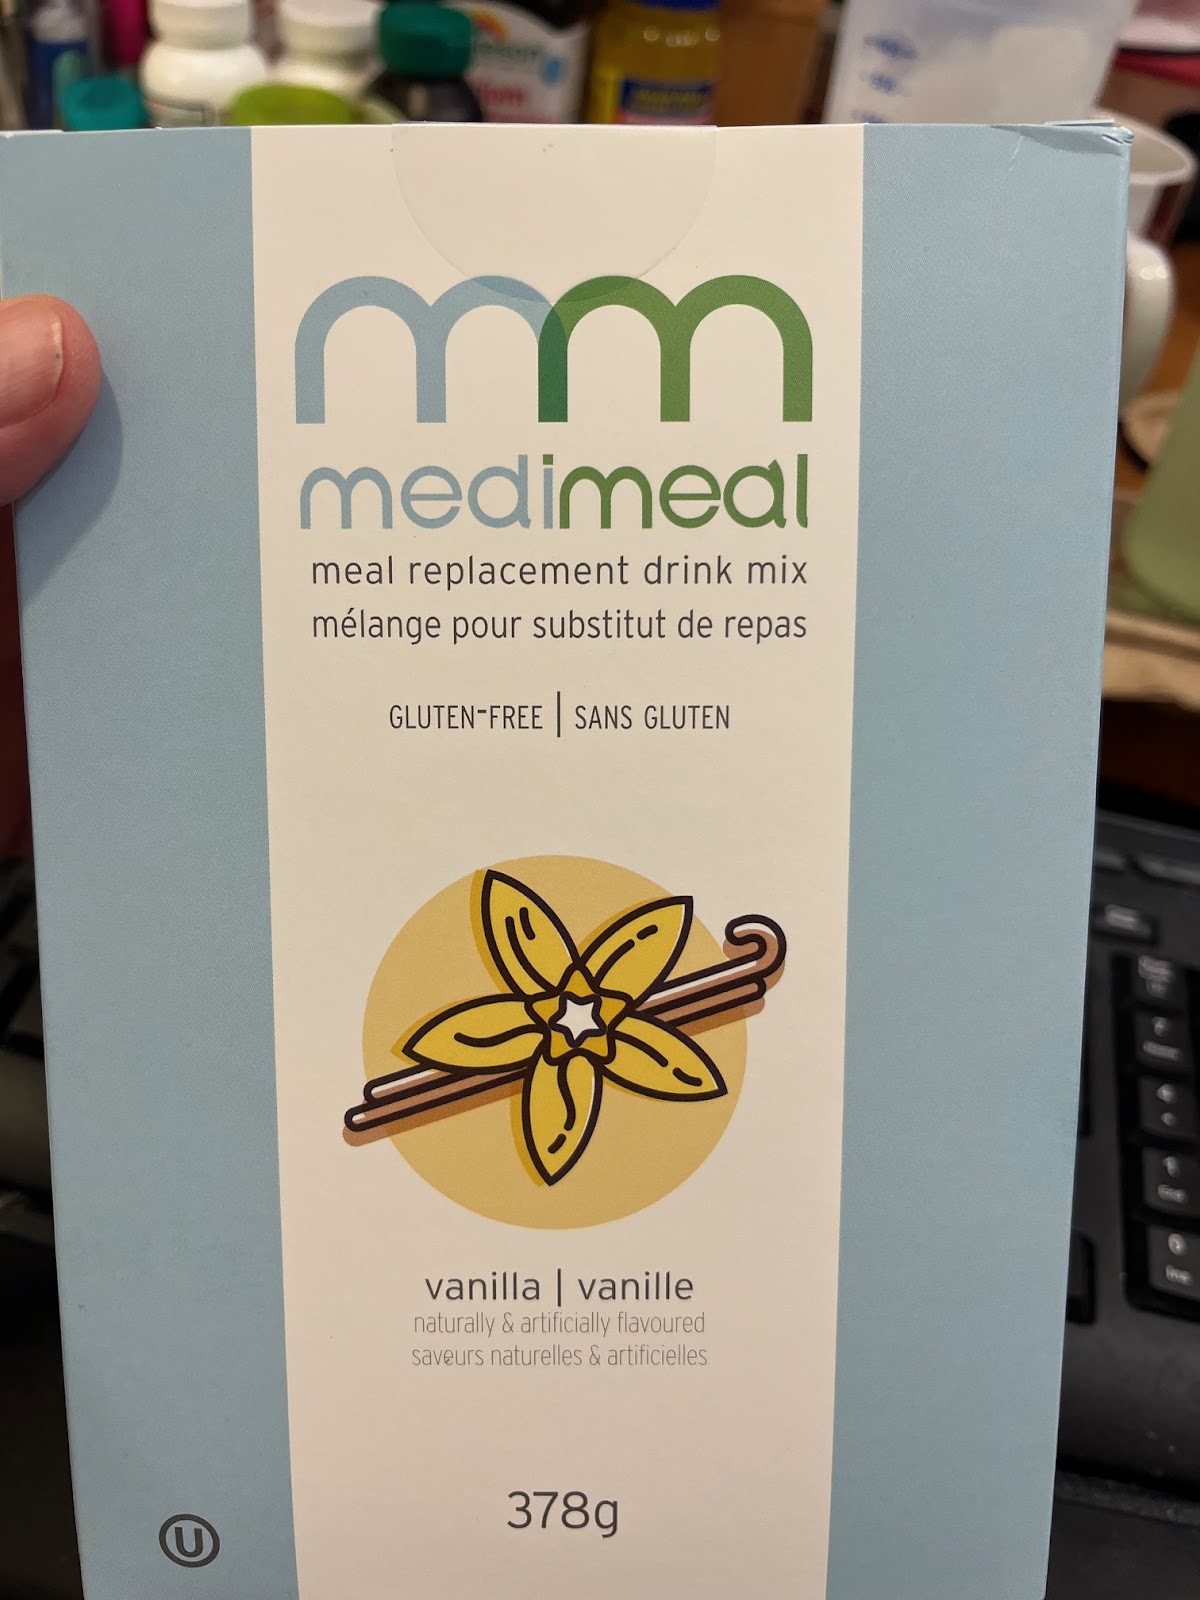 mm
medimeal
meal replacement drink mix
mélange pour substitut de repas
GLUTEN-FREE | SANS GLUTEN
vanilla | vanille
naturally & artificially flavoured
saveurs naturelles & artificielles
378g
U